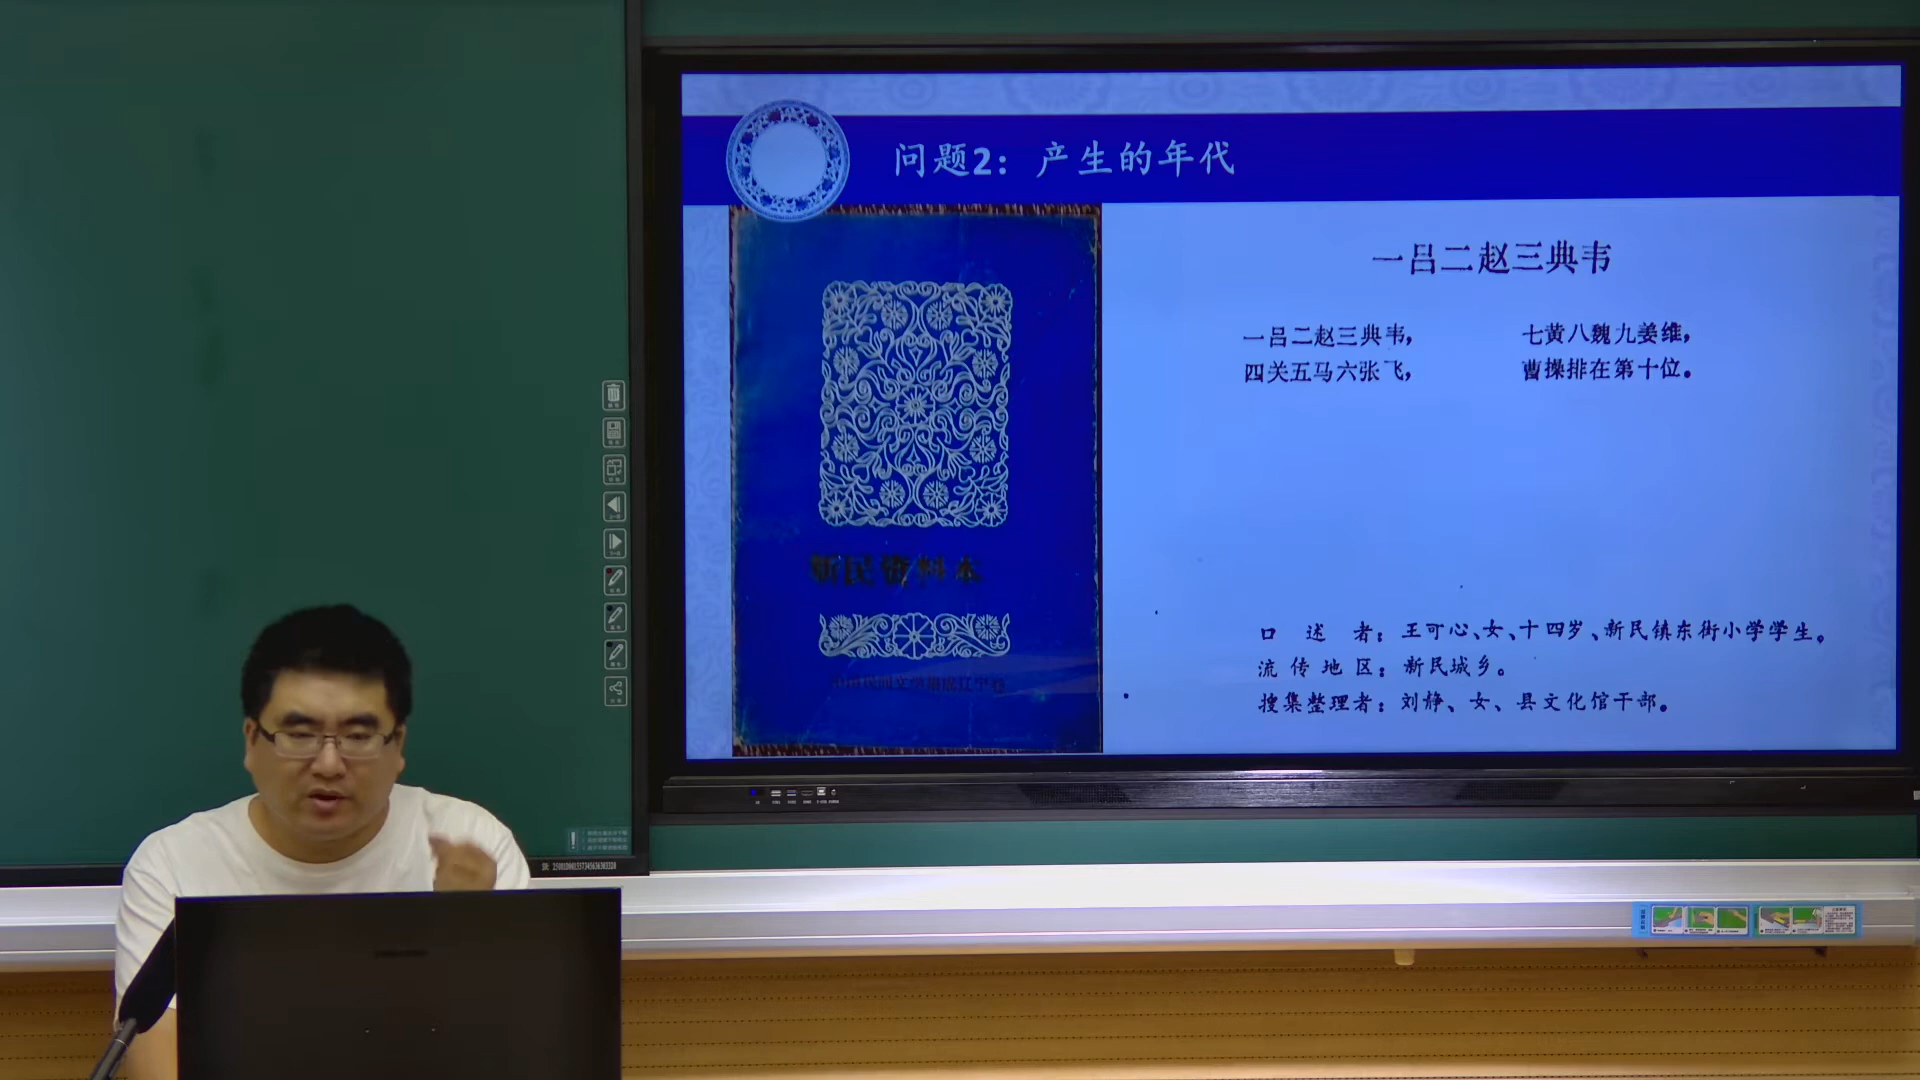 问题2：产生的年代
一吕二赵三典韦
一吕二赵三典韦，
四关五马六张飞，
七黄八魏九姜维，
曹操排在第十位。
新民资料本
口述者：王可心、女、十四岁、新民镇东街小学学生。
流传地区：新民城乡。
搜集整理者：刘静、女、县文化馆干部。